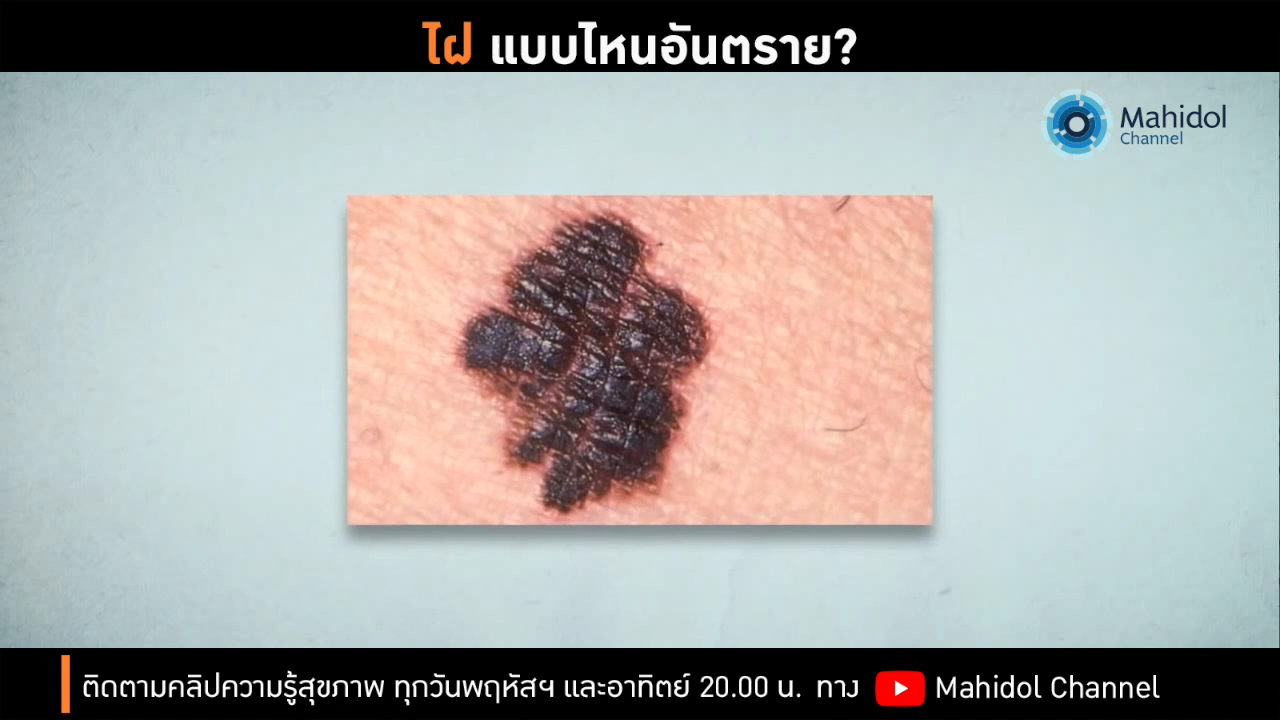 ไฝ แบบไหนอันตราย?
Mahidol
Channel
ติดตามคลิปความรู้สุขภาพ ทุกวันพฤหัสฯ และอาทิตย์ 20.00 น. ทาง Mahidol Channel